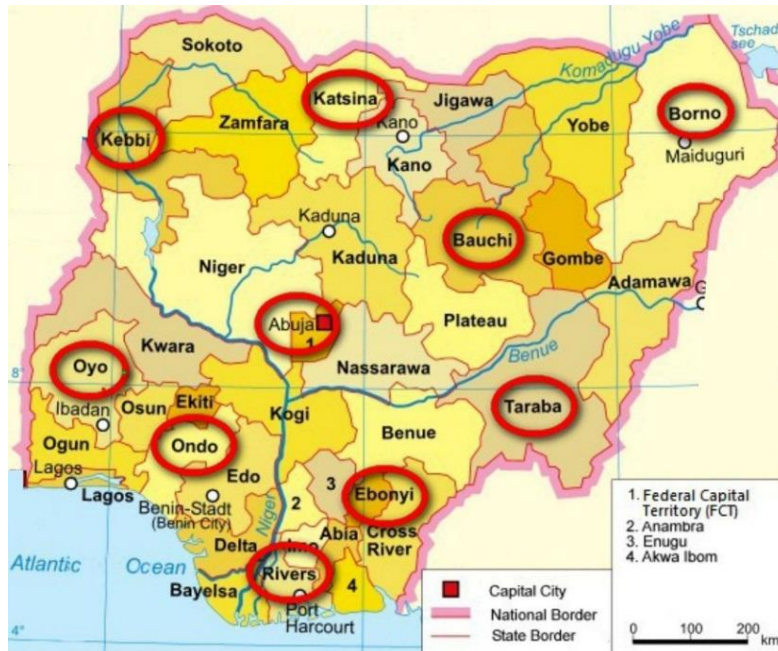 Sokoto
Katsina
Komadugu Yobe
Tschad
see
Kebbi
Zamfara
Kano
Jigawa
Yobe
Borno
Maiduguri
Kano
Kaduna
Bauchi
Niger
Kaduna
Gombe
Adamawa
G
Abuja
1
Plateau
Kwara
Nassarawa
Benue
Oyo
8°
Ibadan
Osun
Ekiti
Kogi
Taraba
Benue
Ogun
Ondo
Lagos
Lagos
Edo
3
Ebonyi
Benin-Stadt
(Benin City)
Niger
2
Abia
Cross
River
Atlantic Ocean
Delta
Imo
Bayelsa
Rivers
4
Port
Harcourt
4°
1. Federal Capital
Territory (FCT)
2. Anambra
3. Enugu
4. Akwa Ibom
Capital City
National Border
State Border
0 100 200
km